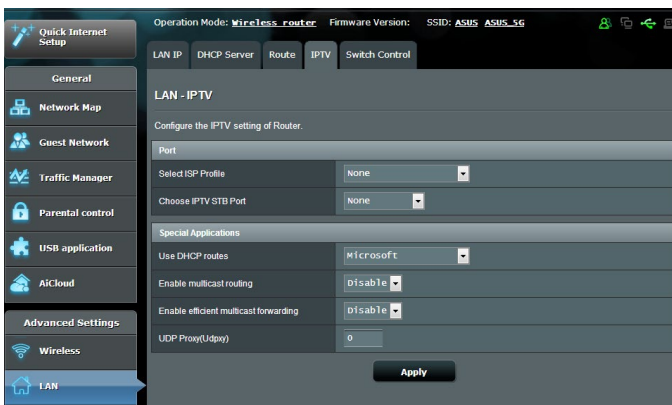 Quick Internet
Setup
Operation Mode: Wireless router Firmware Version: SSID: ASUS ASUS_5G
LAN IP DHCP Server Route IPTV Switch Control
General
Network Map
Guest Network
Traffic Manager
Parental control
USB application
AiCloud
Advanced Settings
Wireless
LAN
LAN - IPTV
Configure the IPTV setting of Router.
Port
Select ISP Profile None
Choose IPTV STB Port None
Special Applications
Use DHCP routes Microsoft
Enable multicast routing Disable
Enable efficient multicast forwarding Disable
UDP Proxy(Udpxy) 0
Apply